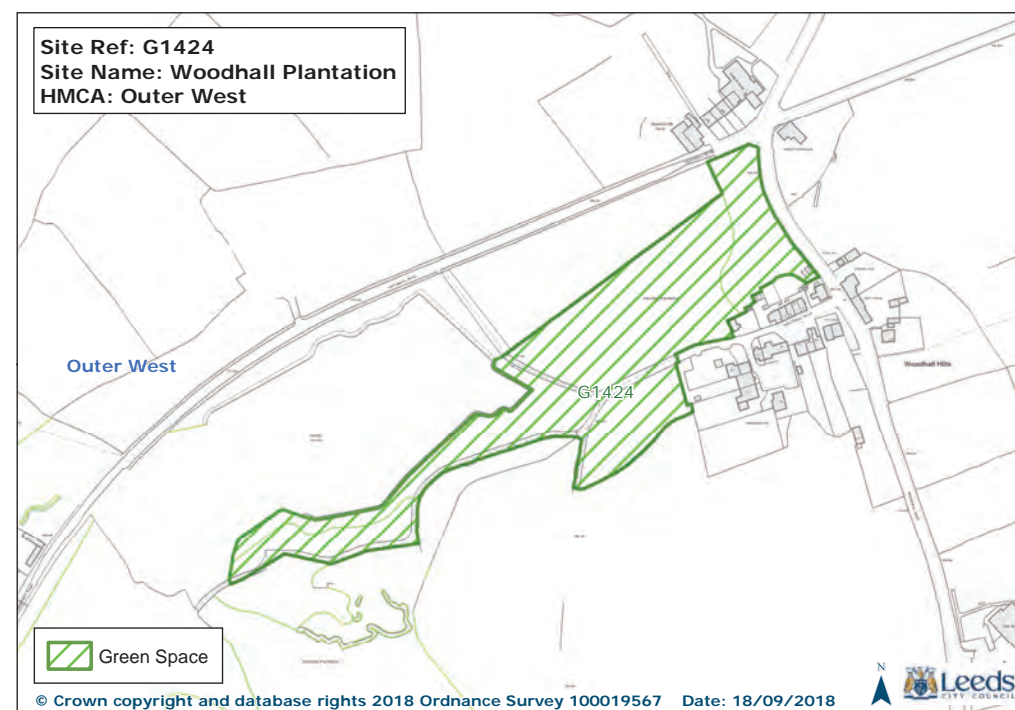 Site Ref: G1424
Site Name: Woodhall Plantation
HMCA: Outer West
Outer West
G1424
Woodhall Hills
Green Space
N
Leeds
CITY COUNCIL
© Crown copyright and database rights 2018 Ordnance Survey 100019567 Date: 18/09/2018